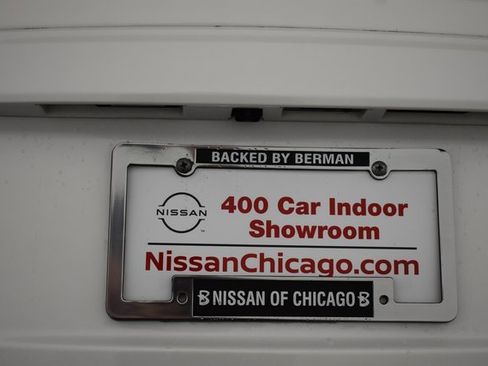 BACKED BY BERMAN
NISSAN
400 Car Indoor
Showroom
NissanChicago.com
B NISSAN OF CHICAGO B